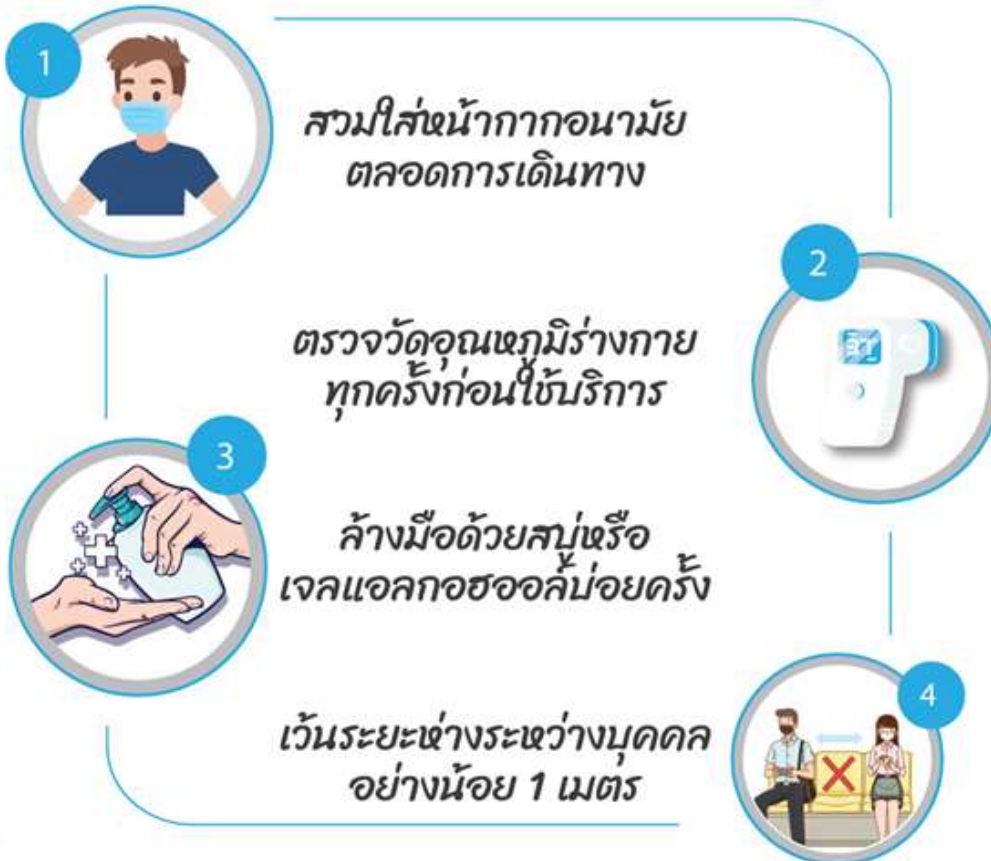 1
สวมใส่หน้ากากอนามัย
ตลอดการเดินทาง
2
ตรวจวัดอุณหภูมิร่างกาย
ทุกครั้งก่อนใช้บริการ
3
ล้างมือด้วยสบู่หรือ
เจลแอลกอฮออล์บ่อยครั้ง
4
เว้นระยะห่างระหว่างบุคคล
อย่างน้อย 1 เมตร